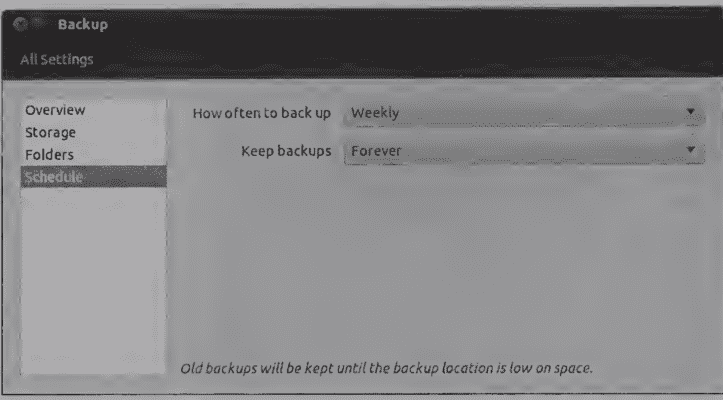 Backup
All Settings
Overview
Storage
Folders
Schedule
How often to back up Weekly
Keep backups Forever
Old backups will be kept until the backup location is low on space.